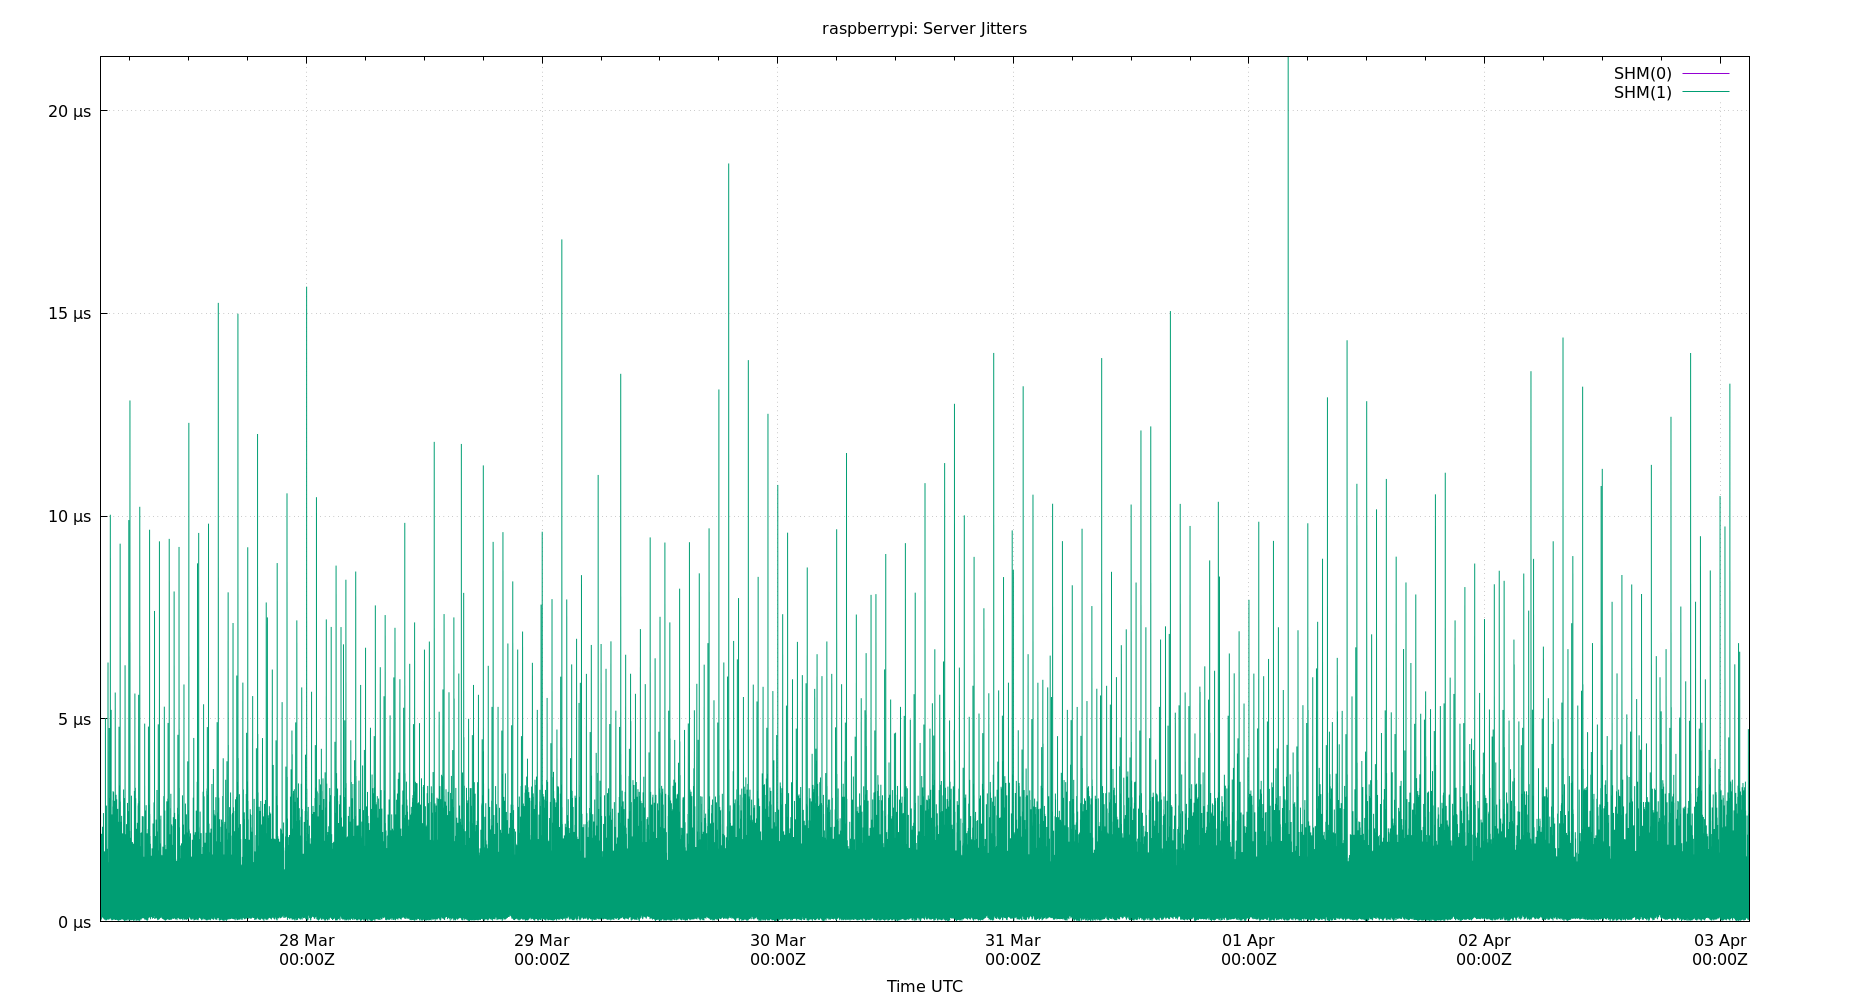 raspberrypi: Server Jitters
SHM(0)
SHM(1)
20 µs
15 µs
10 µs
5 µs
0 µs
28 Mar 29 Mar 30 Mar 31 Mar 01 Apr 02 Apr 03 Apr
00:00Z 00:00Z 00:00Z 00:00Z 00:00Z 00:00Z 00:00Z
Time UTC